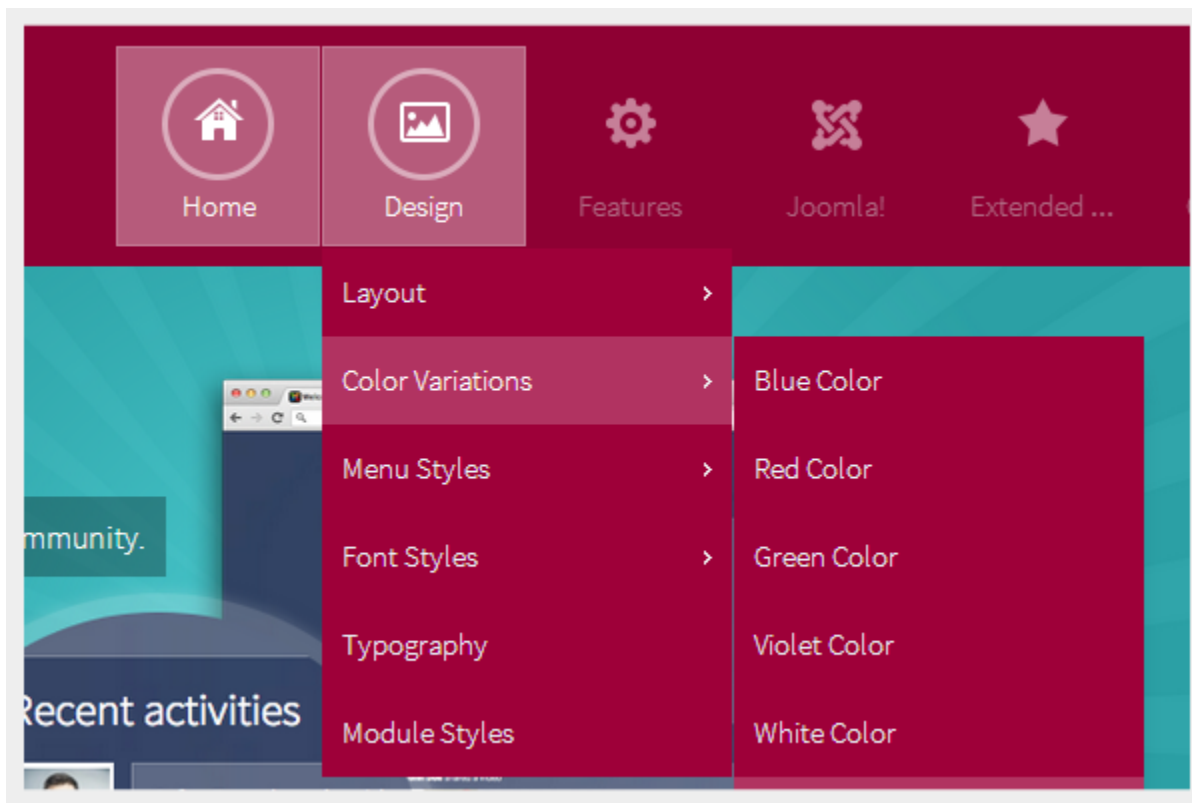 Home Design Features Joomla! Extended ...
Layout
Color Variations
Menu Styles
Font Styles
Typography
Module Styles
Blue Color
Red Color
Green Color
Violet Color
White Color
mmunity.
Recent activities